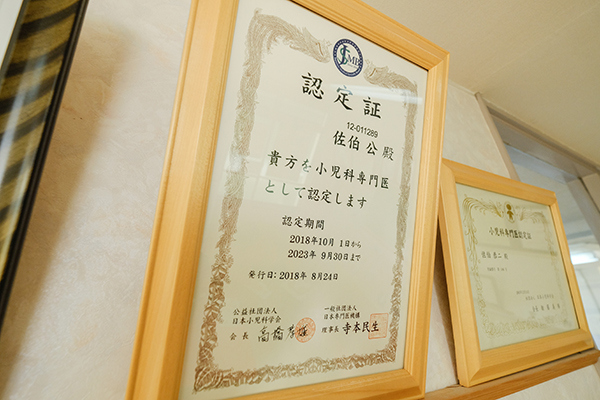 認定証
12-011289
佐伯 公 殿
貴方を小児科専門医
として認定します
認定期間
2018年10月 1日から
2023年 9月30日まで
発行日：2018年 8月24日
公益社団法人
日本小児科学会
会長
一般社団法人
日本専門医機構
理事長 寺本民生
小児科専門医認定証